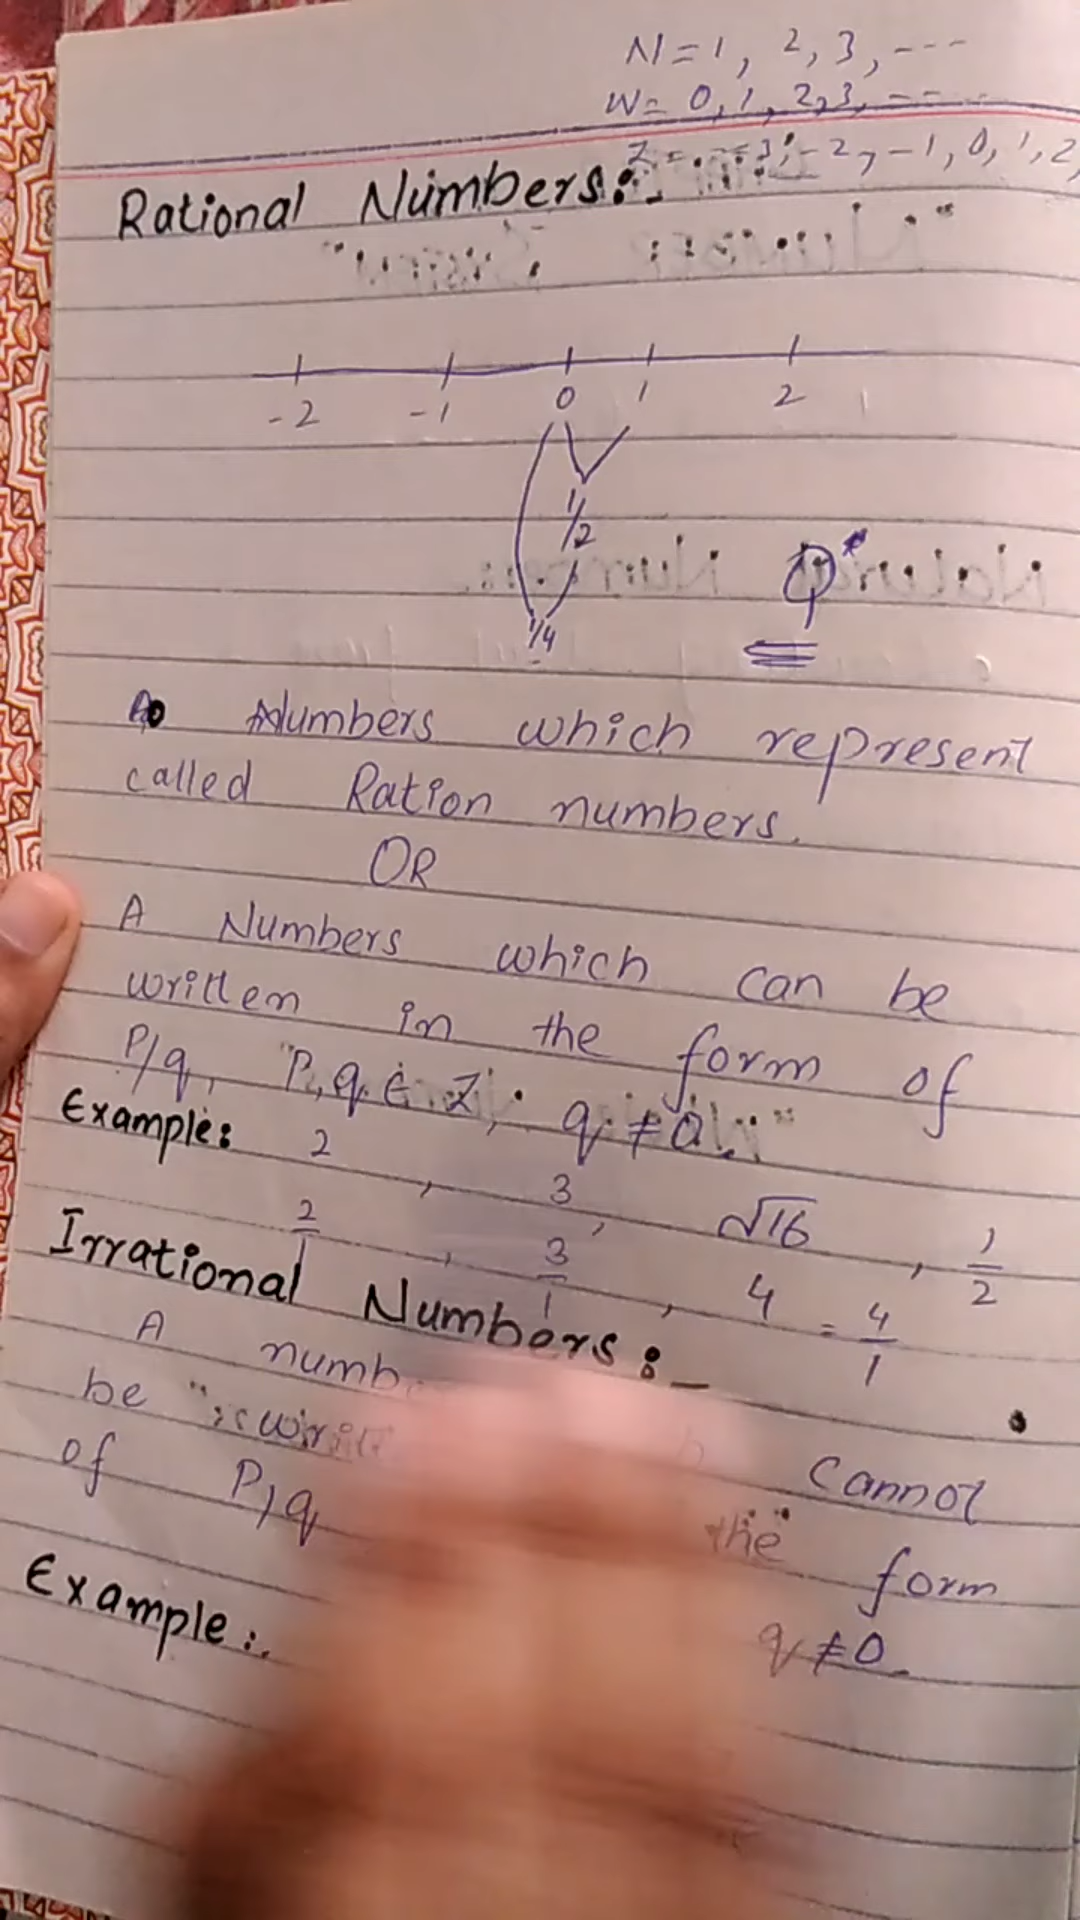 N = 1, 2, 3, ---
W = 0, 1, 2, 3, ---
Z = --- -3, -2, -1, 0, 1, 2,
Rational Numbers:-
-2 -1 0 1 2
1/2
Q
1/4
Numbers which represent
called Ration numbers.
OR
A Numbers which can be
written in the form of
P/q, P,q ∈ Z, q ≠ 0.
Example: 2, 3, √16, 1/2
2/1, 3/1, 4 = 4/1
Irrational Numbers:-
A cannot
be the form
of P/q q ≠ 0.
Example:.